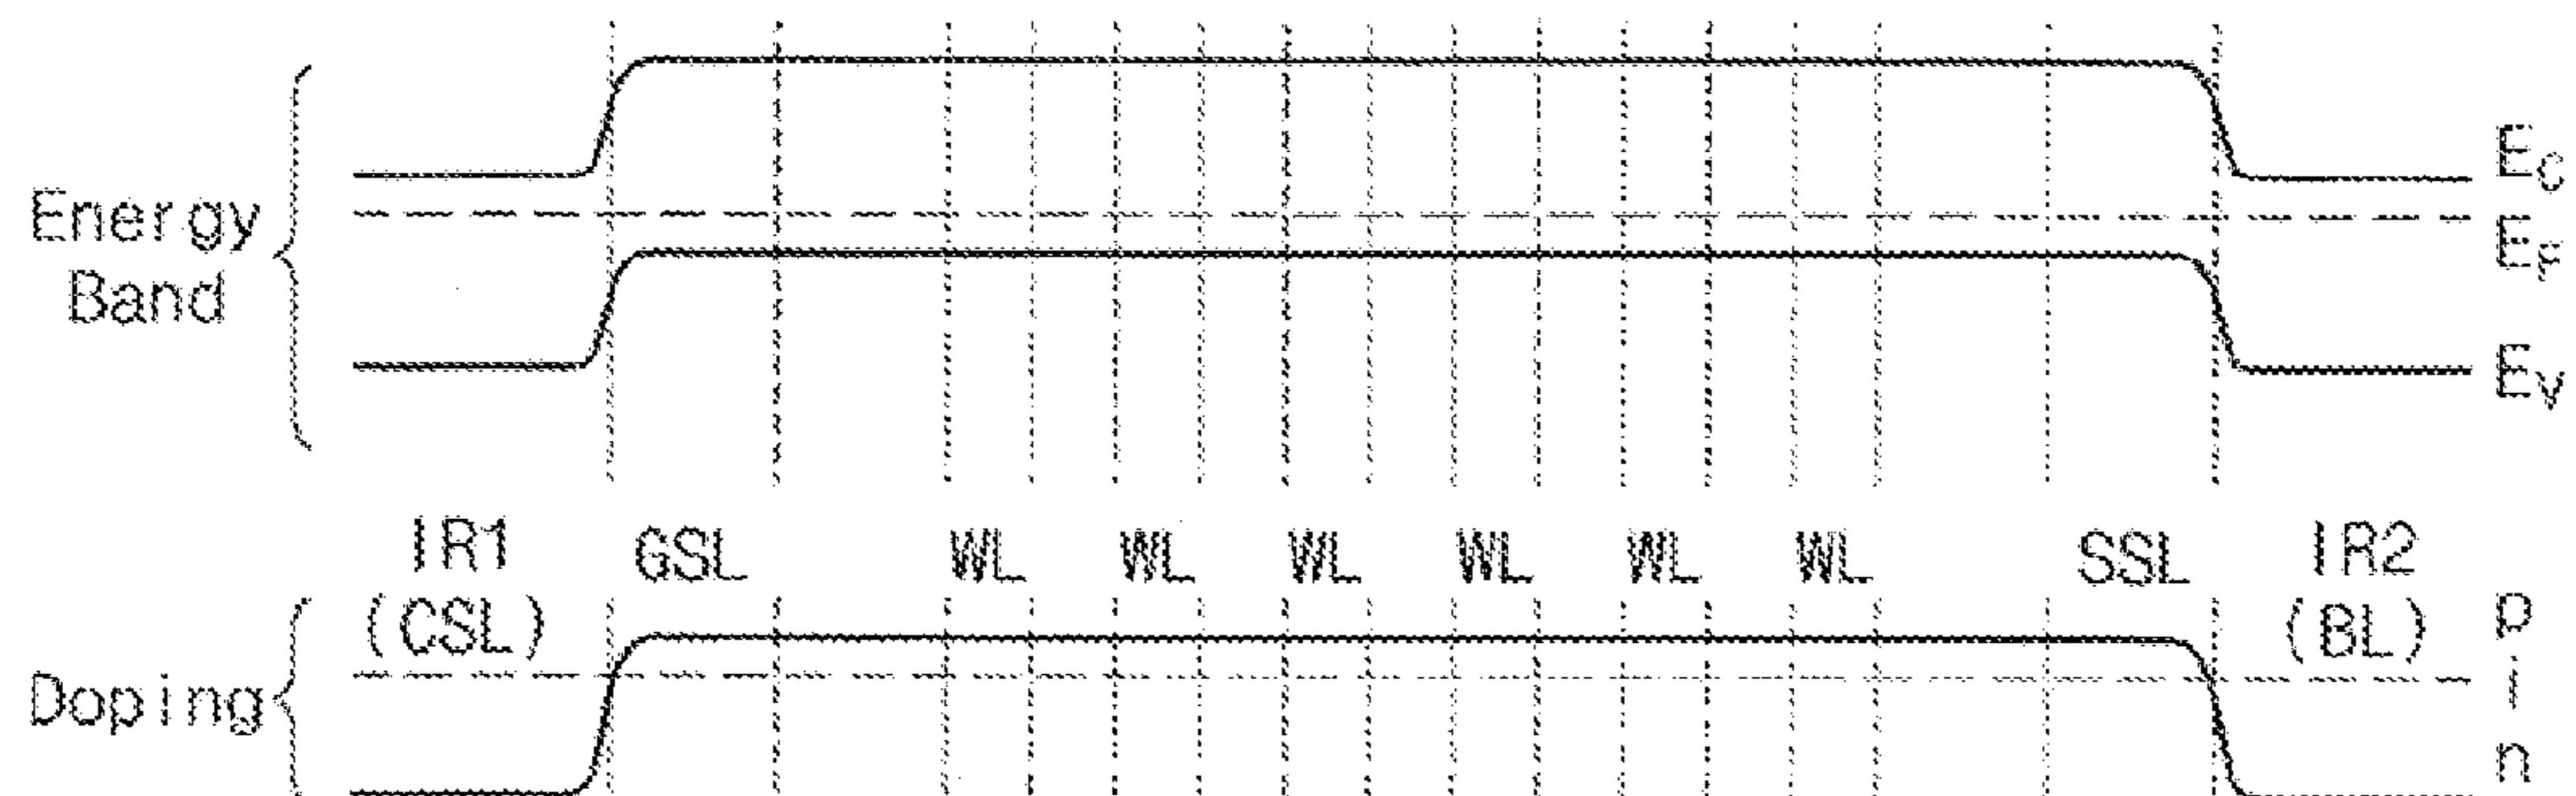 Energy
Band
EC
EF
EV
IR1
(CSL)
GSL
WL
WL
WL
WL
WL
WL
SSL
IR2
(BL)
Doping
p
i
n